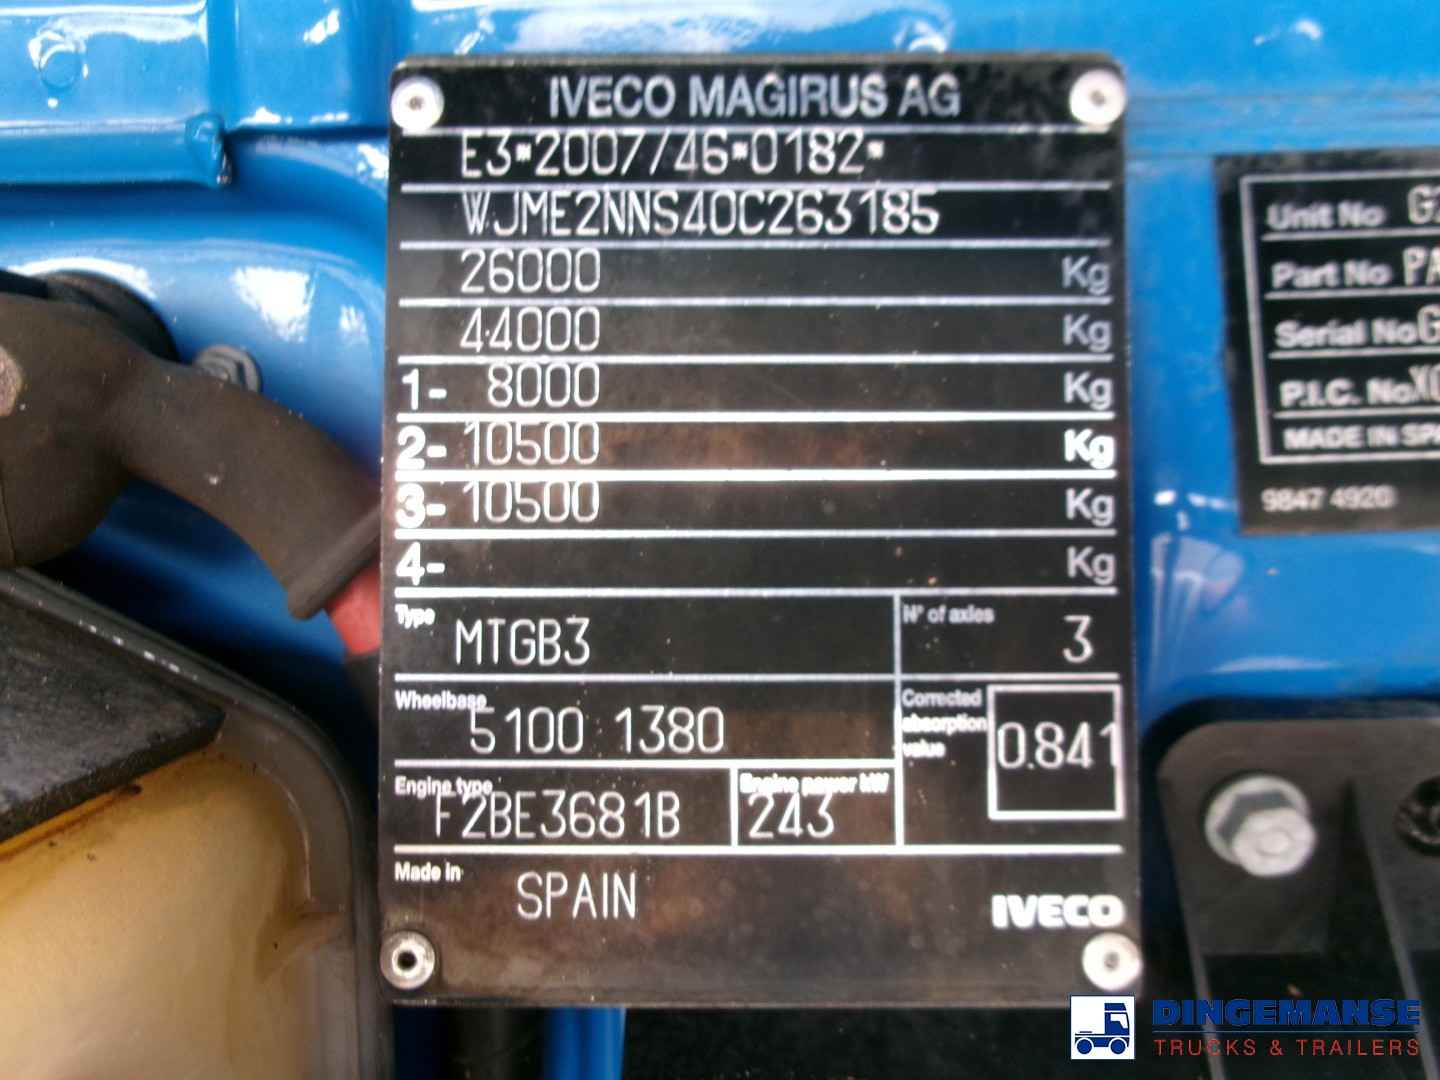 IVECO MAGIRUS AG
E3*2007/46*0182*
WJME2NNS40C263185
26000 Kg
44000 Kg
1- 8000 Kg
2- 10500 Kg
3- 10500 Kg
4- Kg
Type MTGB3
N° of axles 3
Wheelbase 5100 1380
Corrected absorption value 0.841
Engine type F2BE3681B
Engine power kW 243
Made in SPAIN
IVECO
Unit No
Part No
Serial No
P.I.C. No
MADE IN
9847 4926
DINGEMANSE
TRUCKS & TRAILERS